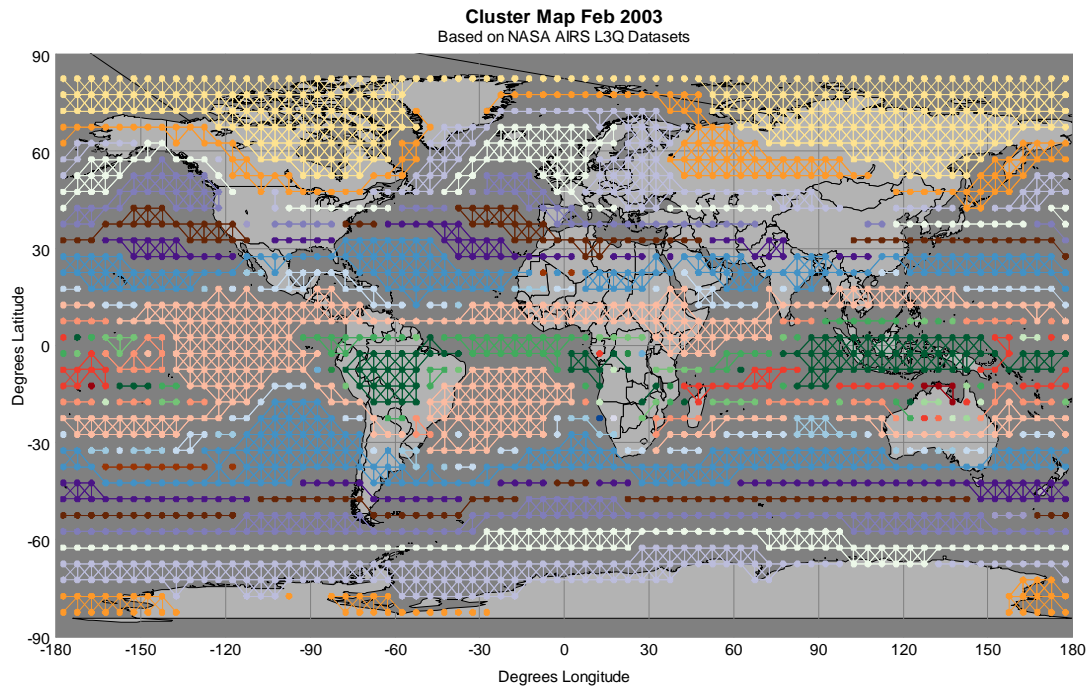 Cluster Map Feb 2003
Based on NASA AIRS L3Q Datasets
90
60
30
0
-30
-60
-90
Degrees Latitude
-180 -150 -120 -90 -60 -30 0 30 60 90 120 150 180
Degrees Longitude